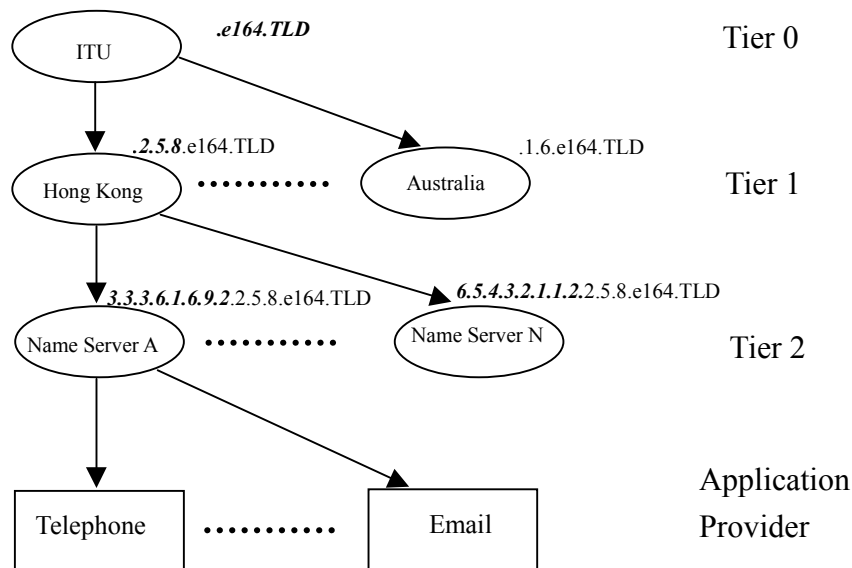 .e164.TLD
Tier 0
ITU
.2.5.8.e164.TLD
.1.6.e164.TLD
Hong Kong
Australia
Tier 1
3.3.3.6.1.6.9.2.2.5.8.e164.TLD
6.5.4.3.2.1.1.2.2.5.8.e164.TLD
Name Server A
Name Server N
Tier 2
Telephone
Email
Application
Provider